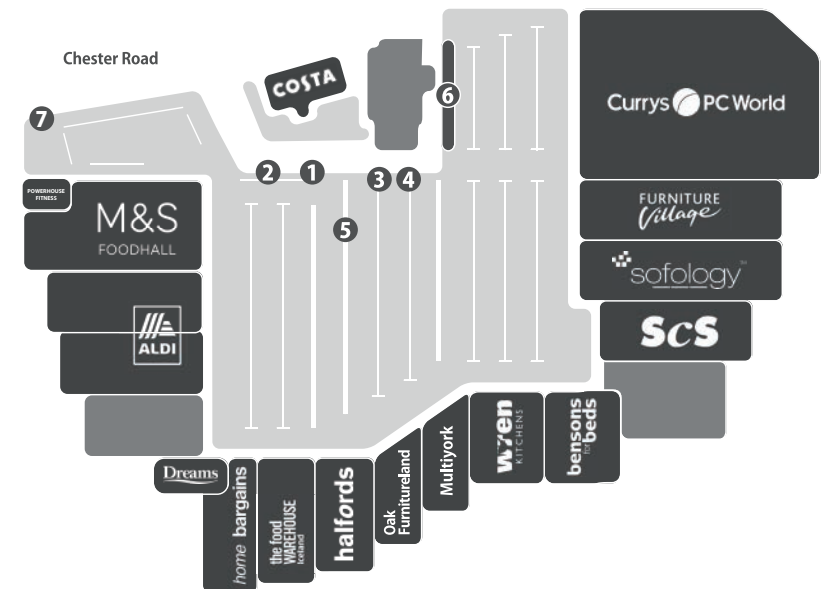 Chester Road
COSTA
6
Currys PC World
7
2
1
3
4
5
POWERHOUSE
FITNESS
M&S
FOODHALL
FURNITURE
Village
sofology™
ALDI
ScS
Dreams
home bargains
the food
WAREHOUSE
Iceland
halfords
Oak
Furnitureland
Multiyork
wren
KITCHENS
bensons
for beds